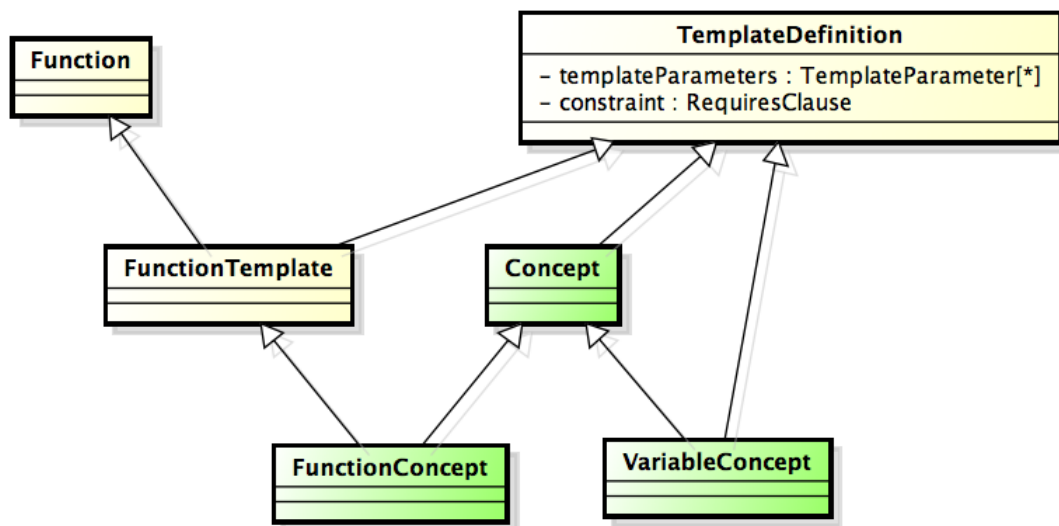 Function
TemplateDefinition
– templateParameters : TemplateParameter[*]
– constraint : RequiresClause
FunctionTemplate
Concept
FunctionConcept
VariableConcept